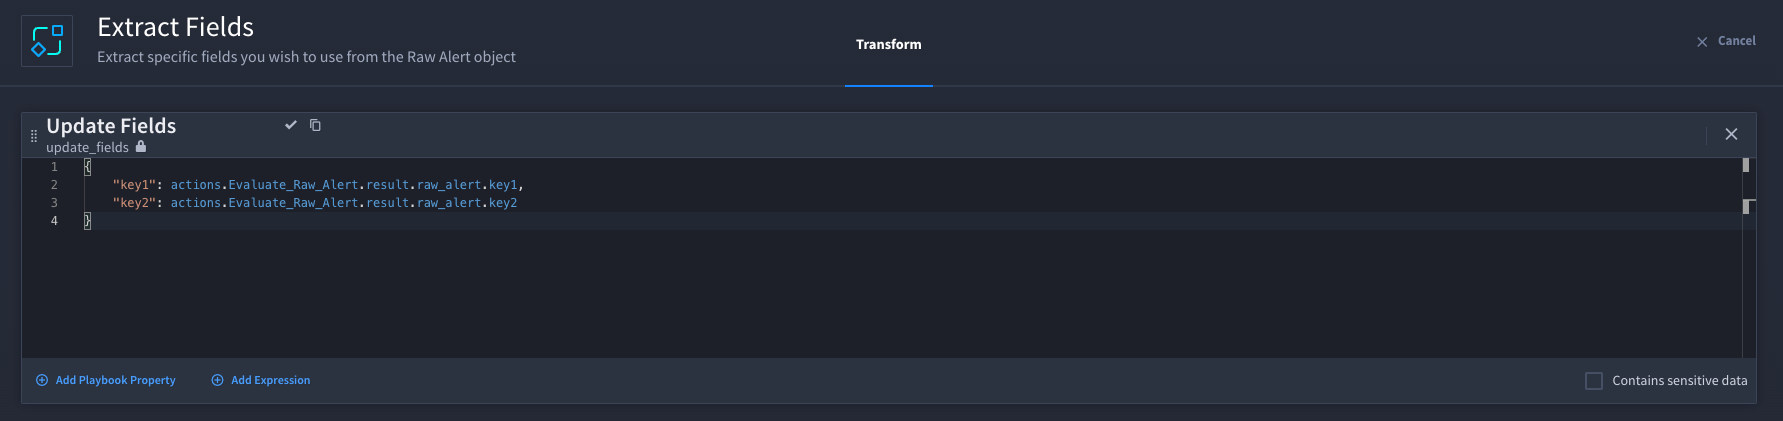 Extract Fields
Extract specific fields you wish to use from the Raw Alert object
Transform
Cancel
Update Fields
update_fields
1 {
2 "key1": actions.Evaluate_Raw_Alert.result.raw_alert.key1,
3 "key2": actions.Evaluate_Raw_Alert.result.raw_alert.key2
4 }
Add Playbook Property
Add Expression
Contains sensitive data